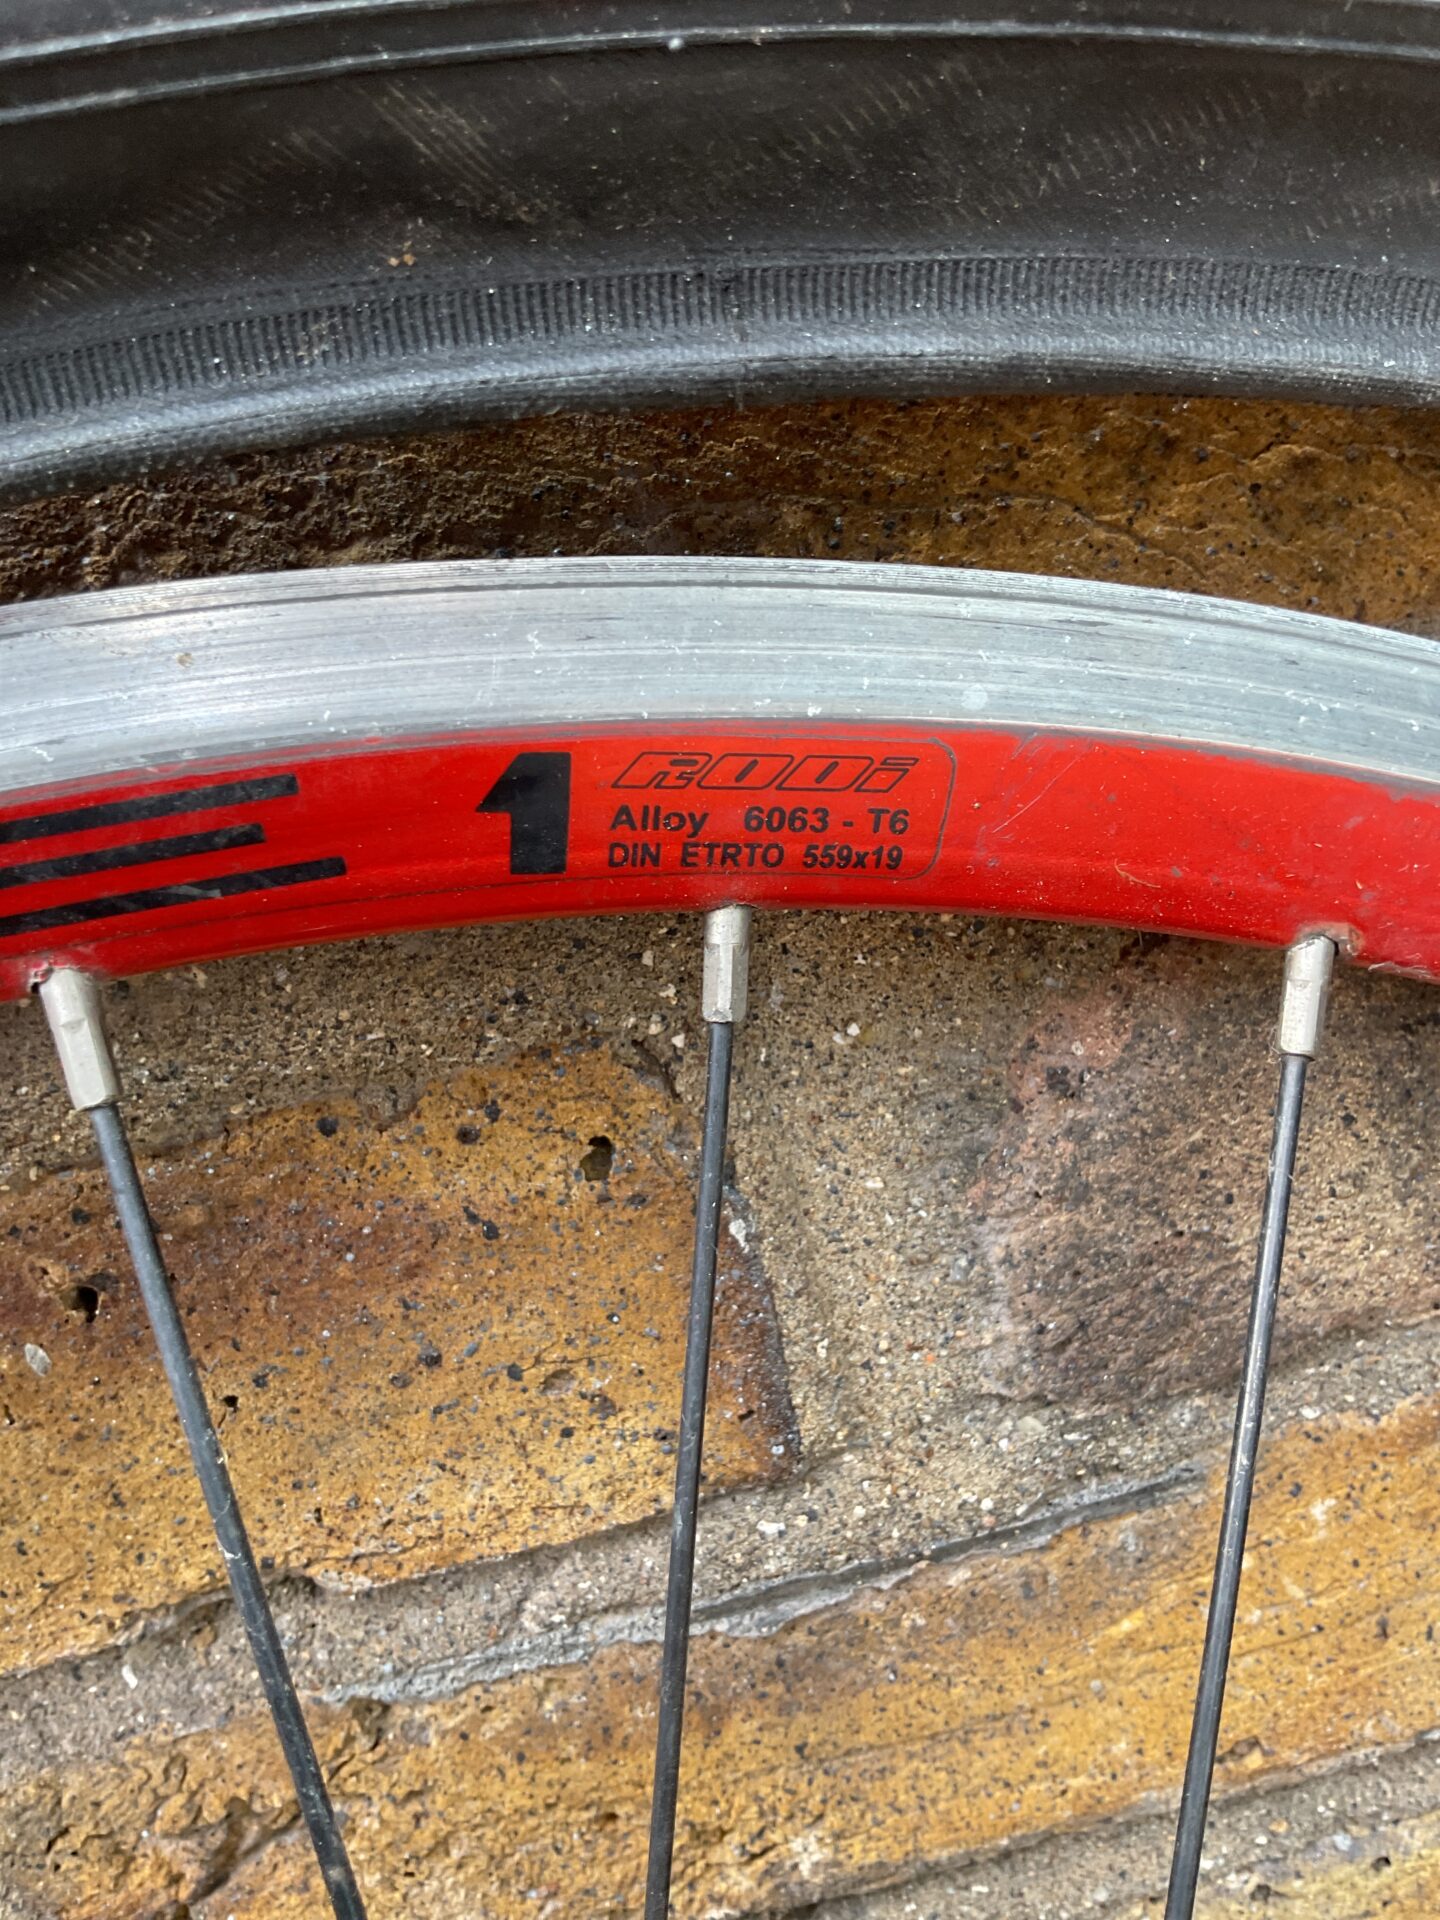 1
RODi
Alloy 6063 - T6
DIN ETRTO 559x19